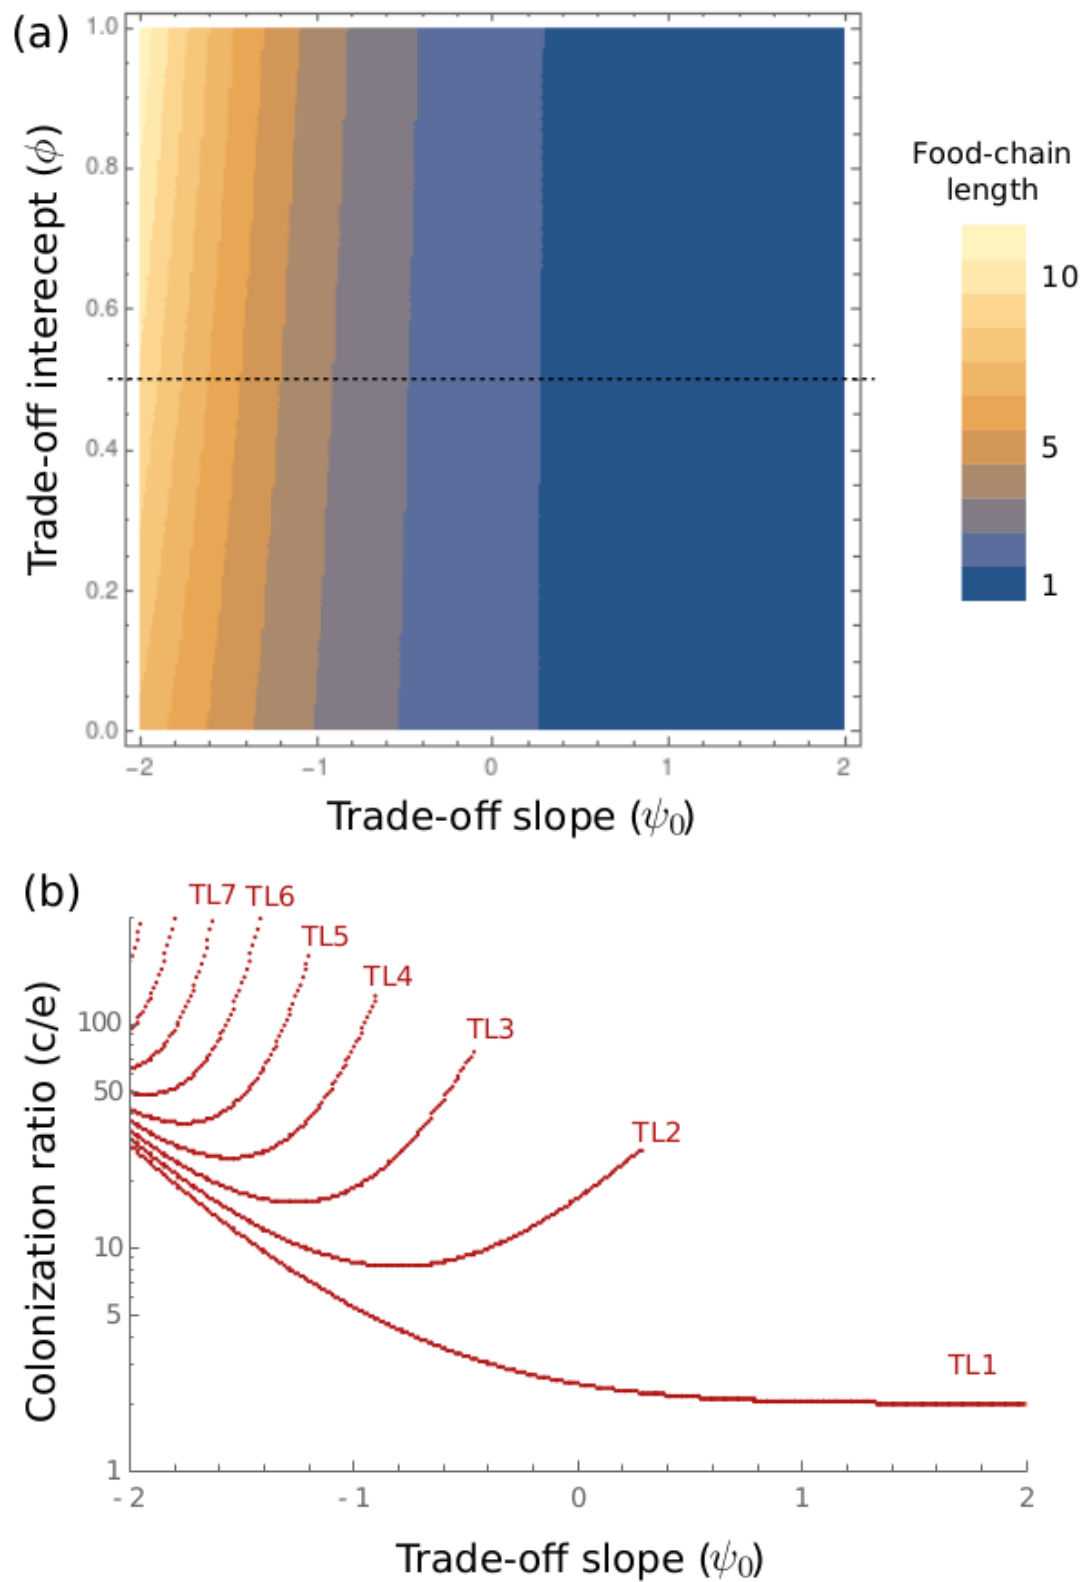 (a)
1.0
0.8
0.6
0.4
0.2
0.0
Trade-off interecept (ϕ)
−2
−1
0
1
2
Trade-off slope (ψ0)
Food-chain
length
10
5
1
(b)
TL7 TL6
TL5
TL4
TL3
TL2
TL1
100
50
10
5
1
Colonization ratio (c/e)
-2
-1
0
1
2
Trade-off slope (ψ0)